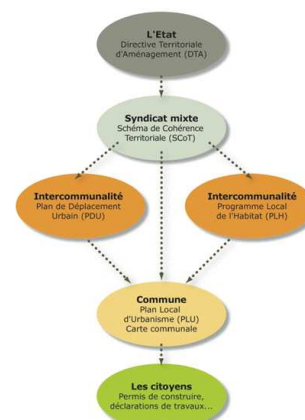 L'Etat
Directive Territoriale
d'Aménagement (DTA)
Syndicat mixte
Schéma de Cohérence
Territoriale (SCoT)
Intercommunalité
Plan de Déplacement
Urbain (PDU)
Intercommunalité
Programme Local
de l'Habitat (PLH)
Commune
Plan Local
d'Urbanisme (PLU)
Carte communale
Les citoyens
Permis de construire,
déclarations de travaux...